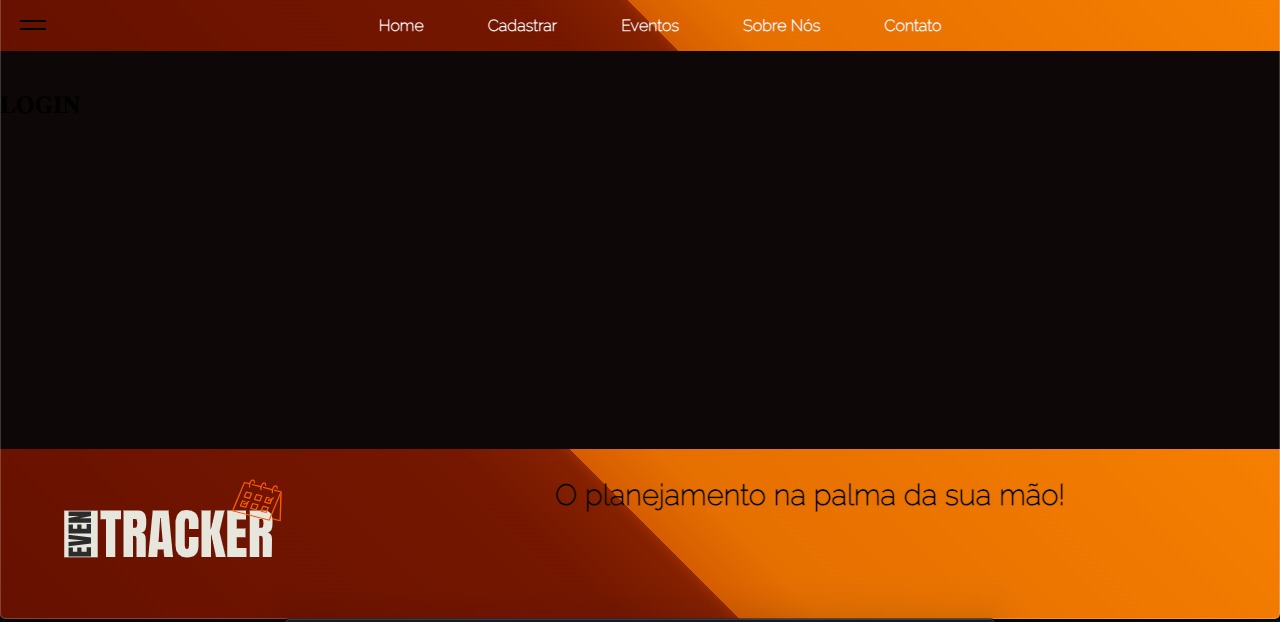 Home Cadastrar Eventos Sobre Nós Contato
LOGIN
O planejamento na palma da sua mão!
EVEN TRACKER